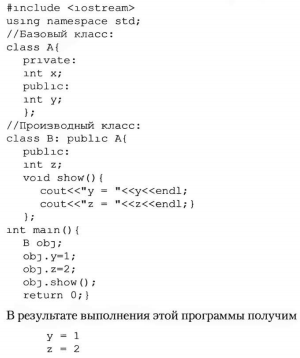 #include <iostream>
using namespace std;
//Базовый класс:
class A{
private:
int x;
public:
int y;
};
//Производный класс:
class B: public A{
public:
int z;
void show(){
cout<<"y = "<<y<<endl;
cout<<"z = "<<z<<endl;}
};
int main(){
B obj;
obj.y=1;
obj.z=2;
obj.show();
return 0;}
В результате выполнения этой программы получим
y = 1
z = 2